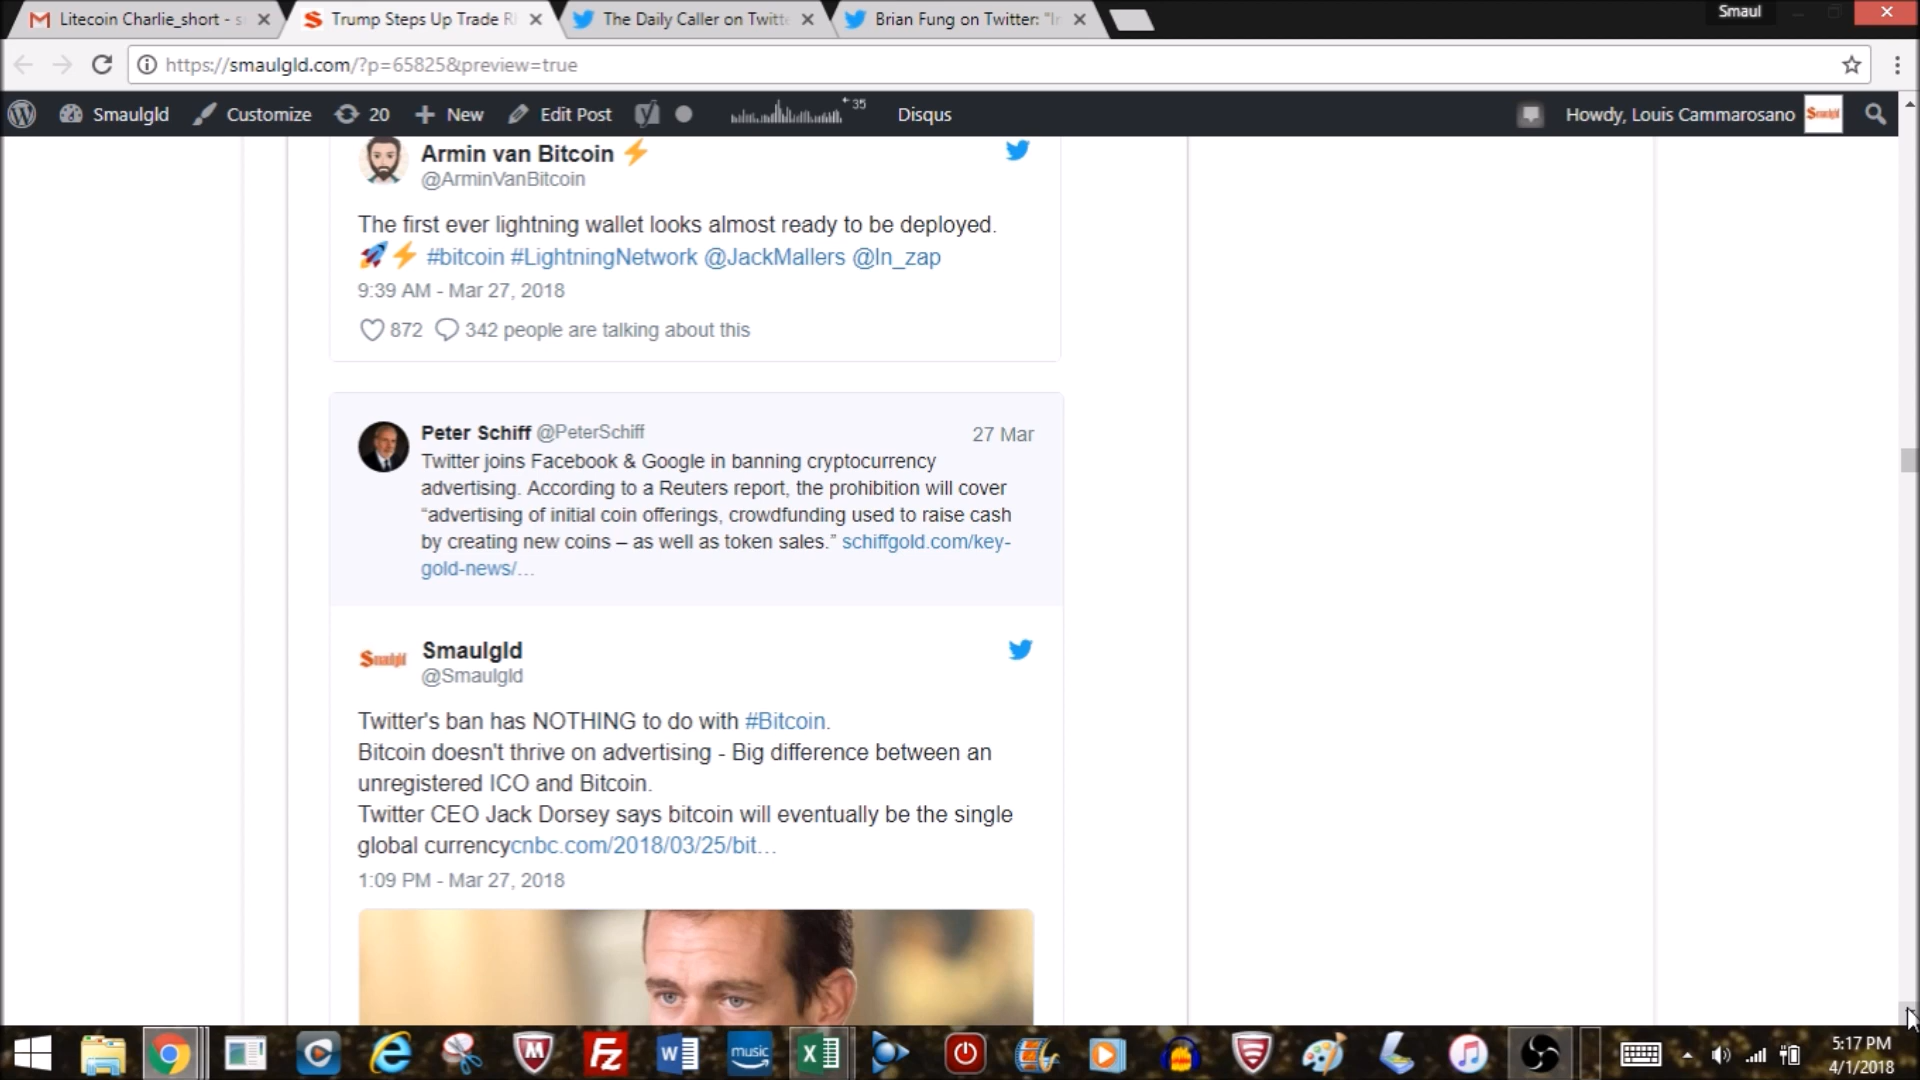 Litecoin Charlie_short - s
Trump Steps Up Trade R
The Daily Caller on Twitte
Brian Fung on Twitter: "In
Smaul
https://smaulgld.com/?p=65825&preview=true
Smaulgld
Customize
20
New
Edit Post
35
Disqus
Howdy, Louis Cammarosano
Smaulgld
Armin van Bitcoin ⚡
@ArminVanBitcoin
The first ever lightning wallet looks almost ready to be deployed.
🚀⚡ #bitcoin #LightningNetwork @JackMallers @ln_zap
9:39 AM - Mar 27, 2018
872
342 people are talking about this
Peter Schiff @PeterSchiff
27 Mar
Twitter joins Facebook & Google in banning cryptocurrency
advertising. According to a Reuters report, the prohibition will cover
“advertising of initial coin offerings, crowdfunding used to raise cash
by creating new coins – as well as token sales.” schiffgold.com/key-
gold-news/…
Smaulgld
Smaulgld
@Smaulgld
Twitter's ban has NOTHING to do with #Bitcoin.
Bitcoin doesn't thrive on advertising - Big difference between an
unregistered ICO and Bitcoin.
Twitter CEO Jack Dorsey says bitcoin will eventually be the single
global currencycnbc.com/2018/03/25/bit…
1:09 PM - Mar 27, 2018
music
5:17 PM
4/1/2018